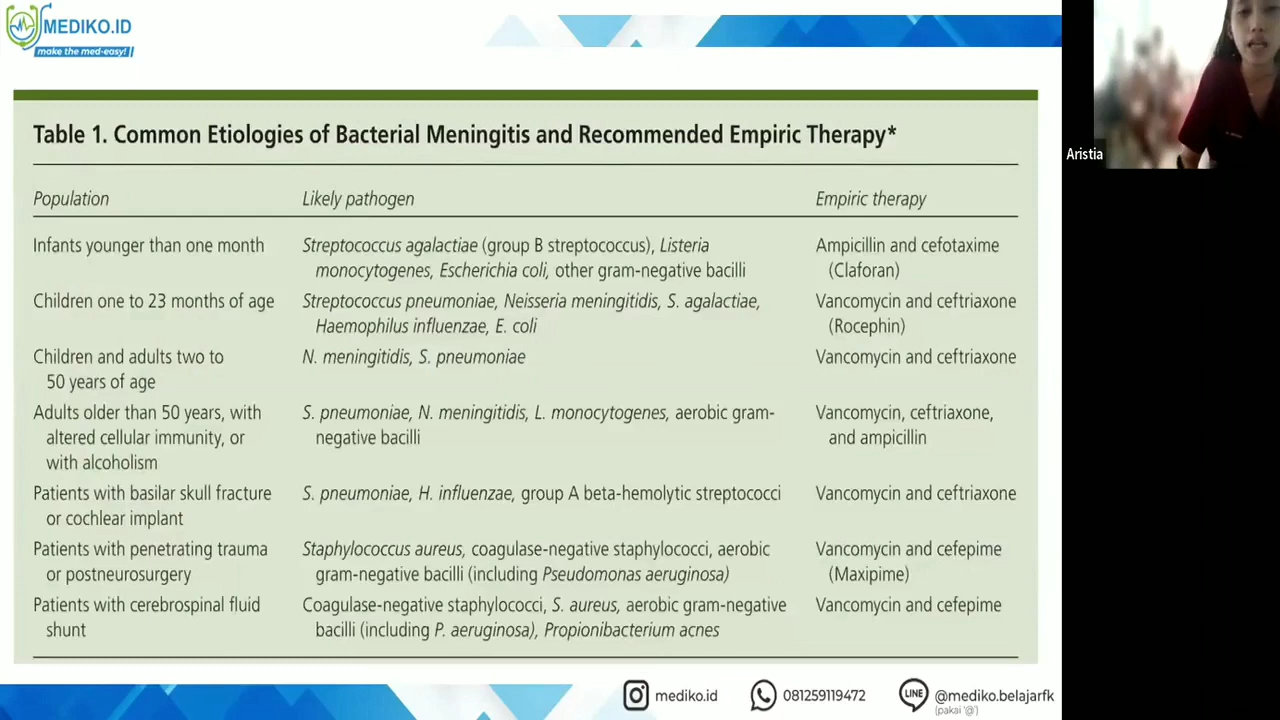 MEDIKO.ID
make the med-easy!
Aristia
Table 1. Common Etiologies of Bacterial Meningitis and Recommended Empiric Therapy*
Population Likely pathogen Empiric therapy
Infants younger than one month Streptococcus agalactiae (group B streptococcus), Listeria Ampicillin and cefotaxime
monocytogenes, Escherichia coli, other gram-negative bacilli (Claforan)
Children one to 23 months of age Streptococcus pneumoniae, Neisseria meningitidis, S. agalactiae, Vancomycin and ceftriaxone
Haemophilus influenzae, E. coli (Rocephin)
Children and adults two to N. meningitidis, S. pneumoniae Vancomycin and ceftriaxone
50 years of age
Adults older than 50 years, with S. pneumoniae, N. meningitidis, L. monocytogenes, aerobic gram- Vancomycin, ceftriaxone,
altered cellular immunity, or negative bacilli and ampicillin
with alcoholism
Patients with basilar skull fracture S. pneumoniae, H. influenzae, group A beta-hemolytic streptococci Vancomycin and ceftriaxone
or cochlear implant
Patients with penetrating trauma Staphylococcus aureus, coagulase-negative staphylococci, aerobic Vancomycin and cefepime
or postneurosurgery gram-negative bacilli (including Pseudomonas aeruginosa) (Maxipime)
Patients with cerebrospinal fluid Coagulase-negative staphylococci, S. aureus, aerobic gram-negative Vancomycin and cefepime
shunt bacilli (including P. aeruginosa), Propionibacterium acnes
mediko.id 081259119472 LINE @mediko.belajarfk
(pakai '@')